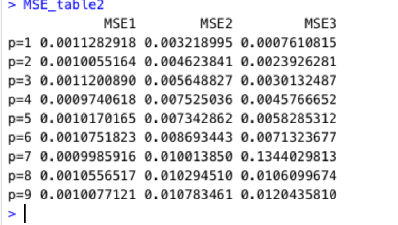 > MSE_table2
MSE1 MSE2 MSE3
p=1 0.0011282918 0.003218995 0.0007610815
p=2 0.0010055164 0.004623841 0.0023926281
p=3 0.0011200890 0.005648827 0.0030132487
p=4 0.0009740618 0.007525036 0.0045766652
p=5 0.0010170165 0.007342862 0.0058285312
p=6 0.0010751823 0.008693443 0.0071323677
p=7 0.0009985916 0.010013850 0.1344029813
p=8 0.0010556517 0.010294510 0.0106099674
p=9 0.0010077121 0.010783461 0.0120435810
>